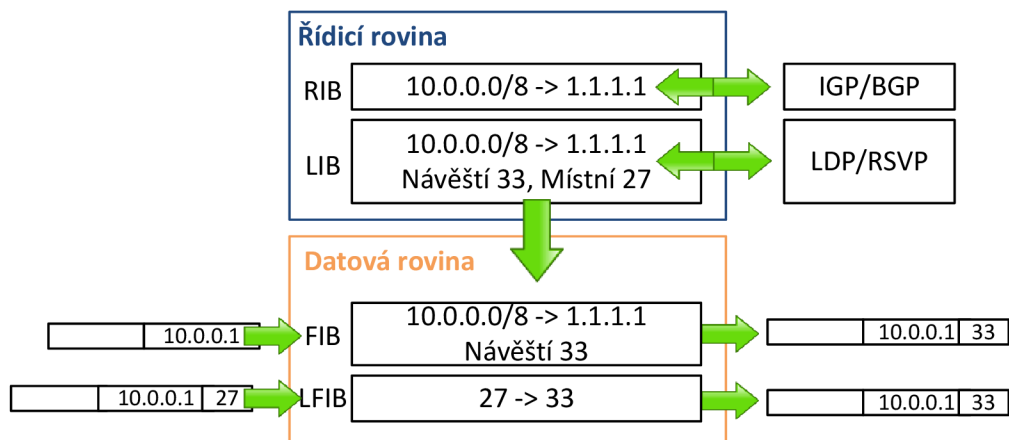 Řídicí rovina
RIB
10.0.0.0/8 -> 1.1.1.1
IGP/BGP
LIB
10.0.0.0/8 -> 1.1.1.1
Návěští 33, Místní 27
LDP/RSVP
Datová rovina
10.0.0.1
FIB
10.0.0.0/8 -> 1.1.1.1
Návěští 33
10.0.0.1 33
10.0.0.1 27
LFIB
27 -> 33
10.0.0.1 33